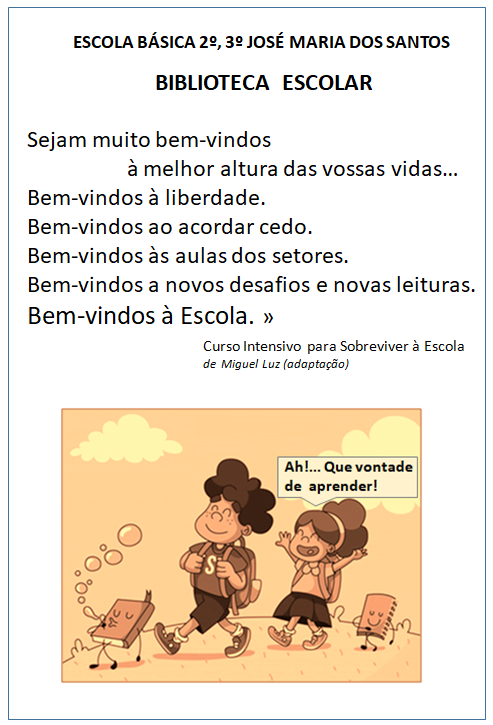 ESCOLA BÁSICA 2º, 3º JOSÉ MARIA DOS SANTOS
BIBLIOTECA ESCOLAR
Sejam muito bem-vindos
à melhor altura das vossas vidas...
Bem-vindos à liberdade.
Bem-vindos ao acordar cedo.
Bem-vindos às aulas dos setores.
Bem-vindos a novos desafios e novas leituras.
Bem-vindos à Escola. »
Curso Intensivo para Sobreviver à Escola
de Miguel Luz (adaptação)
Ah!... Que vontade
de aprender!
S